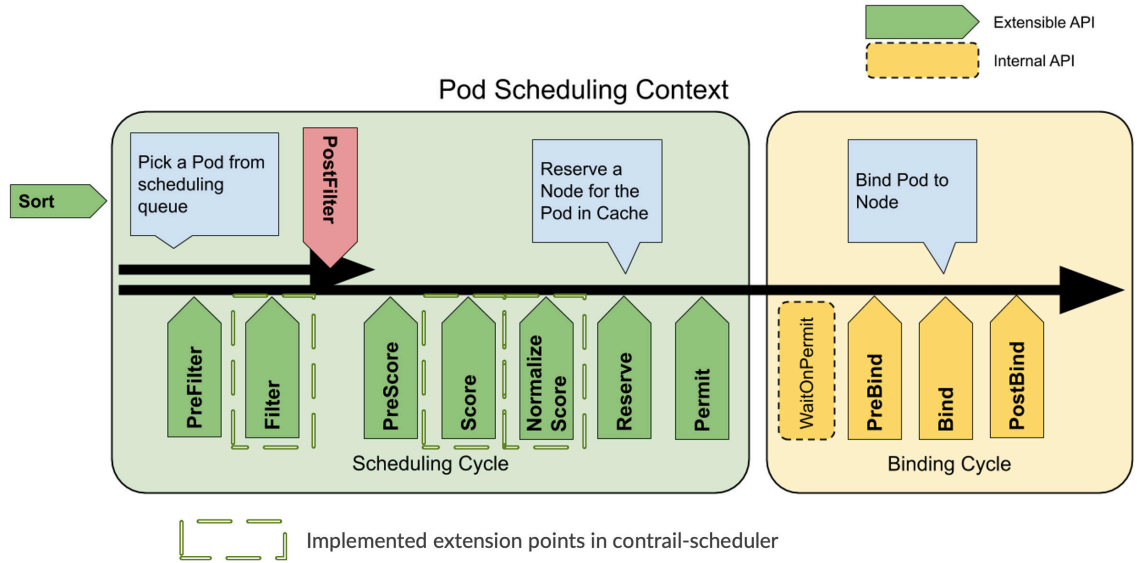 Extensible API
Internal API
Pod Scheduling Context
Sort
Pick a Pod from
scheduling
queue
PostFilter
Reserve a
Node for the
Pod in Cache
Bind Pod to
Node
PreFilter
Filter
PreScore
Score
Normalize
Score
Reserve
Permit
WaitOnPermit
PreBind
Bind
PostBind
Scheduling Cycle
Binding Cycle
Implemented extension points in contrail-scheduler